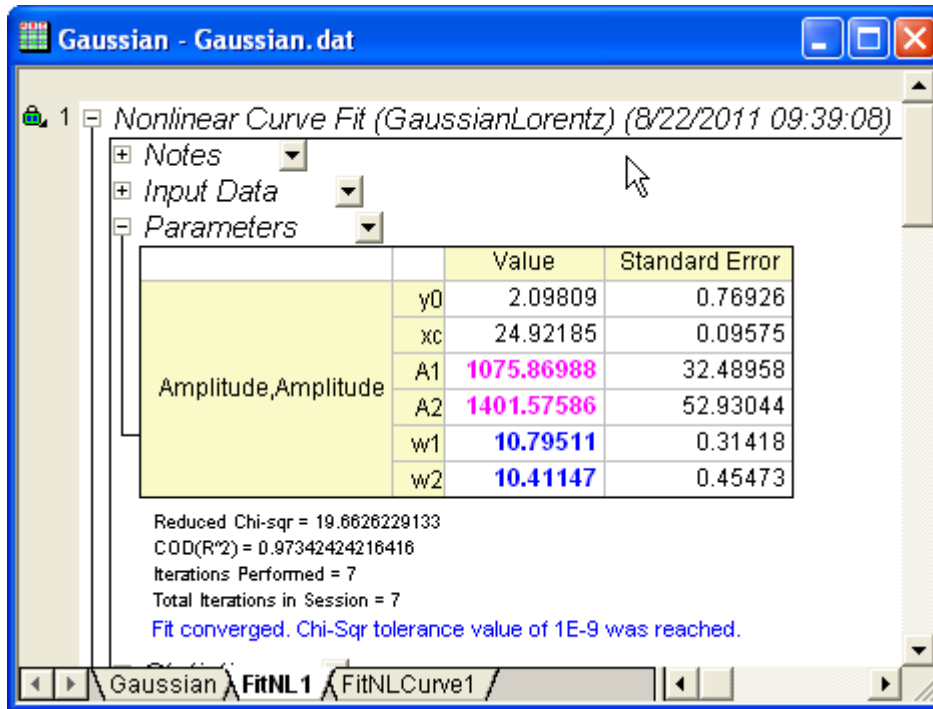 Gaussian - Gaussian.dat
1 Nonlinear Curve Fit (GaussianLorentz) (8/22/2011 09:39:08)
Notes
Input Data
Parameters
Value Standard Error
Amplitude,Amplitude
y0 2.09809 0.76926
xc 24.92185 0.09575
A1 1075.86988 32.48958
A2 1401.57586 52.93044
w1 10.79511 0.31418
w2 10.41147 0.45473
Reduced Chi-sqr = 19.6626229133
COD(R^2) = 0.97342424216416
Iterations Performed = 7
Total Iterations in Session = 7
Fit converged. Chi-Sqr tolerance value of 1E-9 was reached.
Gaussian FitNL1 FitNLCurve1